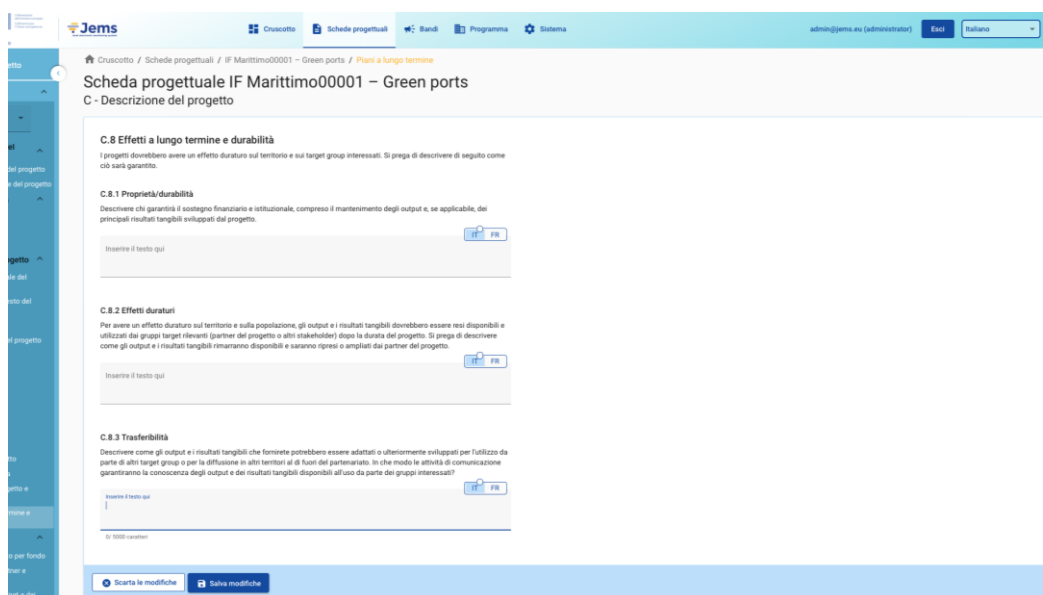 Jems
Cruscotto
Schede progettuali
Bandi
Programma
Sistema
admin@jems.eu (administrator)
Esci
Italiano
etto
Cruscotto / Schede progettuali / IF Marittimo00001 – Green ports / Piani a lungo termine
Scheda progettuale IF Marittimo00001 – Green ports
C - Descrizione del progetto
C.8 Effetti a lungo termine e durabilità
I progetti dovrebbero avere un effetto duraturo sul territorio e sui target group interessati. Si prega di descrivere di seguito come
ciò sarà garantito.
C.8.1 Proprietà/durabilità
Descrivere chi garantirà il sostegno finanziario e istituzionale, compreso il mantenimento degli output e, se applicabile, dei
principali risultati tangibili sviluppati dal progetto.
IT FR
Inserire il testo qui
C.8.2 Effetti duraturi
Per avere un effetto duraturo sul territorio e sulla popolazione, gli output e i risultati tangibili dovrebbero essere resi disponibili e
utilizzati dai gruppi target rilevanti (partner del progetto o altri stakeholder) dopo la durata del progetto. Si prega di descrivere
come gli output e i risultati tangibili rimarranno disponibili e saranno ripresi o ampliati dai partner del progetto.
IT FR
Inserire il testo qui
C.8.3 Trasferibilità
Descrivere come gli output e i risultati tangibili che fornirete potrebbero essere adattati o ulteriormente sviluppati per l'utilizzo da
parte di altri target group o per la diffusione in altri territori al di fuori del partenariato. In che modo le attività di comunicazione
garantiranno la conoscenza degli output e dei risultati tangibili disponibili all'uso da parte dei gruppi interessati?
IT FR
Inserire il testo qui
0/ 5000 caratteri
Scarta le modifiche
Salva modifiche
del progetto
e del progetto
ogetto
ale del
esto del
el progetto
tto
getto e
rmine e
o per fondo
tner e